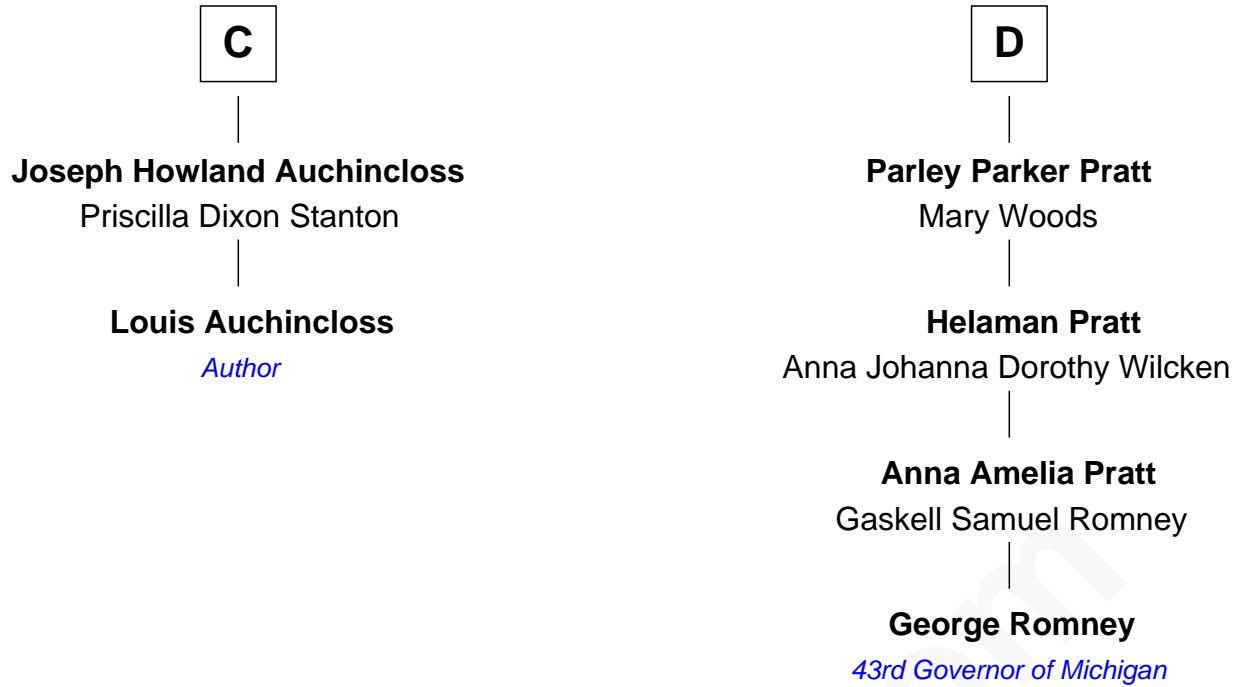 C
Joseph Howland Auchincloss
Priscilla Dixon Stanton
Louis Auchincloss
Author
D
Parley Parker Pratt
Mary Woods
Helaman Pratt
Anna Johanna Dorothy Wilcken
Anna Amelia Pratt
Gaskell Samuel Romney
George Romney
43rd Governor of Michigan